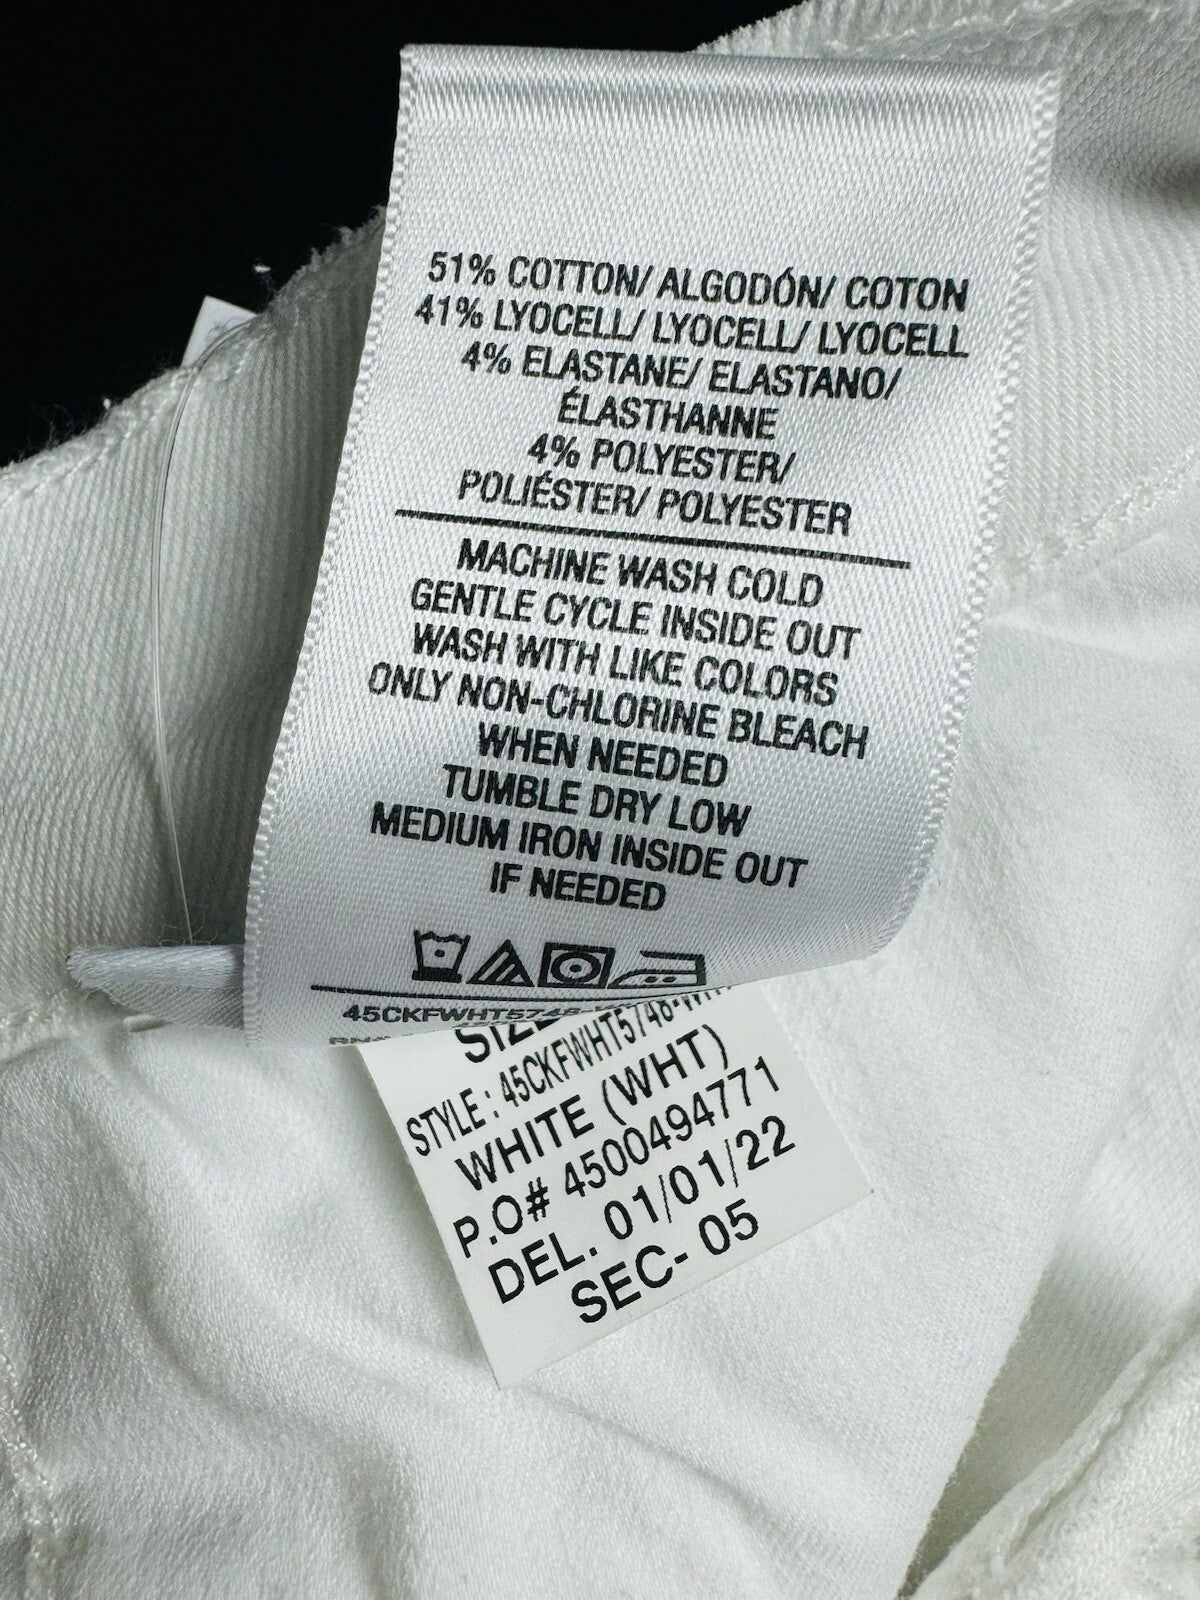 51% COTTON/ ALGODÓN/ COTON
41% LYOCELL/ LYOCELL/ LYOCELL
4% ELASTANE/ ELASTANO/
ÉLASTHANNE
4% POLYESTER/
POLIÉSTER/ POLYESTER
MACHINE WASH COLD
GENTLE CYCLE INSIDE OUT
WASH WITH LIKE COLORS
ONLY NON-CHLORINE BLEACH
WHEN NEEDED
TUMBLE DRY LOW
MEDIUM IRON INSIDE OUT
IF NEEDED
45CKFWHT5748-
STYLE : 45CKFWHT5748-WHT
WHITE (WHT)
P.O# 4500494771
DEL. 01/01/22
SEC- 05